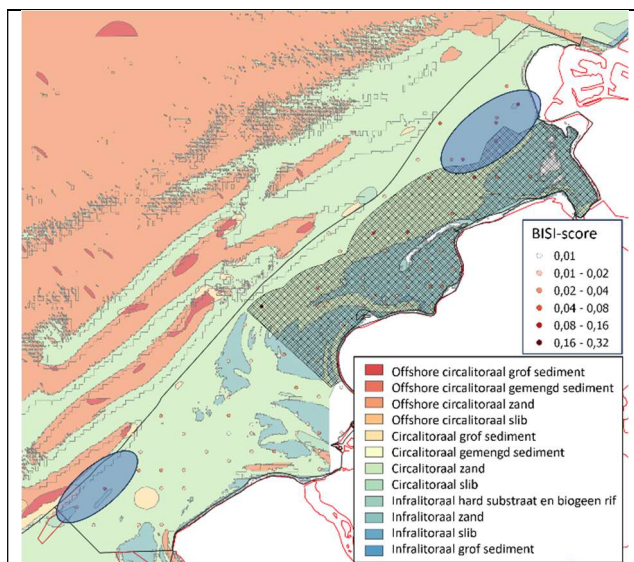 BISI-score
0,01
0,01 - 0,02
0,02 - 0,04
0,04 - 0,08
0,08 - 0,16
0,16 - 0,32
Offshore circalitoraal grof sediment
Offshore circalitoraal gemengd sediment
Offshore circalitoraal zand
Offshore circalitoraal slib
Circalitoraal grof sediment
Circalitoraal gemengd sediment
Circalitoraal zand
Circalitoraal slib
Infralitoraal hard substraat en biogeen rif
Infralitoraal zand
Infralitoraal slib
Infralitoraal grof sediment